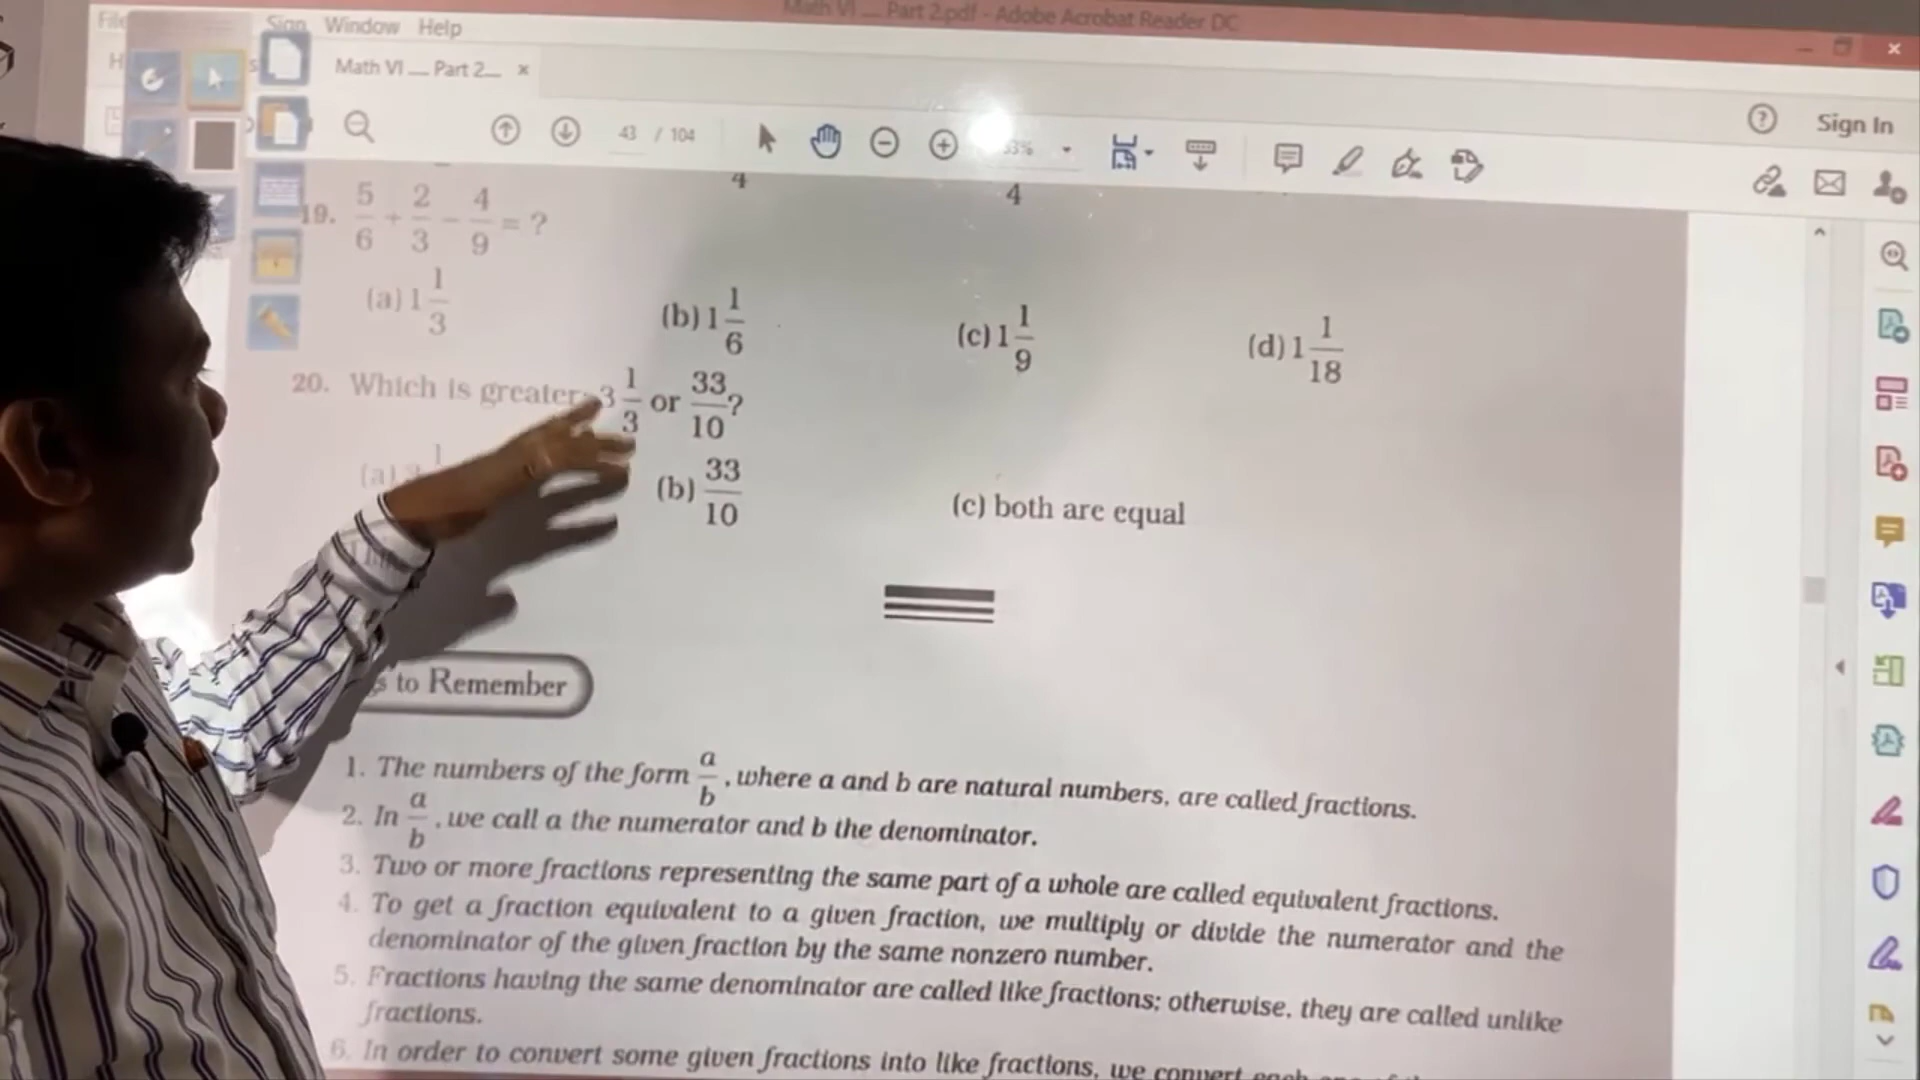 Math VI __ Part 2.pdf - Adobe Acrobat Reader DC
File Sign Window Help
Math VI __ Part 2... ×
43 / 104
Sign In
4 4
19. 5/6 + 2/3 - 4/9 = ?
(a) 1 1/3 (b) 1 1/6 (c) 1 1/9 (d) 1 1/18
20. Which is greater 3 1/3 or 33/10?
(a) (b) 33/10 (c) both are equal
to Remember
1. The numbers of the form a/b, where a and b are natural numbers, are called fractions.
2. In a/b, we call a the numerator and b the denominator.
3. Two or more fractions representing the same part of a whole are called equivalent fractions.
4. To get a fraction equivalent to a given fraction, we multiply or divide the numerator and the
denominator of the given fraction by the same nonzero number.
5. Fractions having the same denominator are called like fractions; otherwise, they are called unlike
fractions.
6. In order to convert some given fractions into like fractions, we convert each